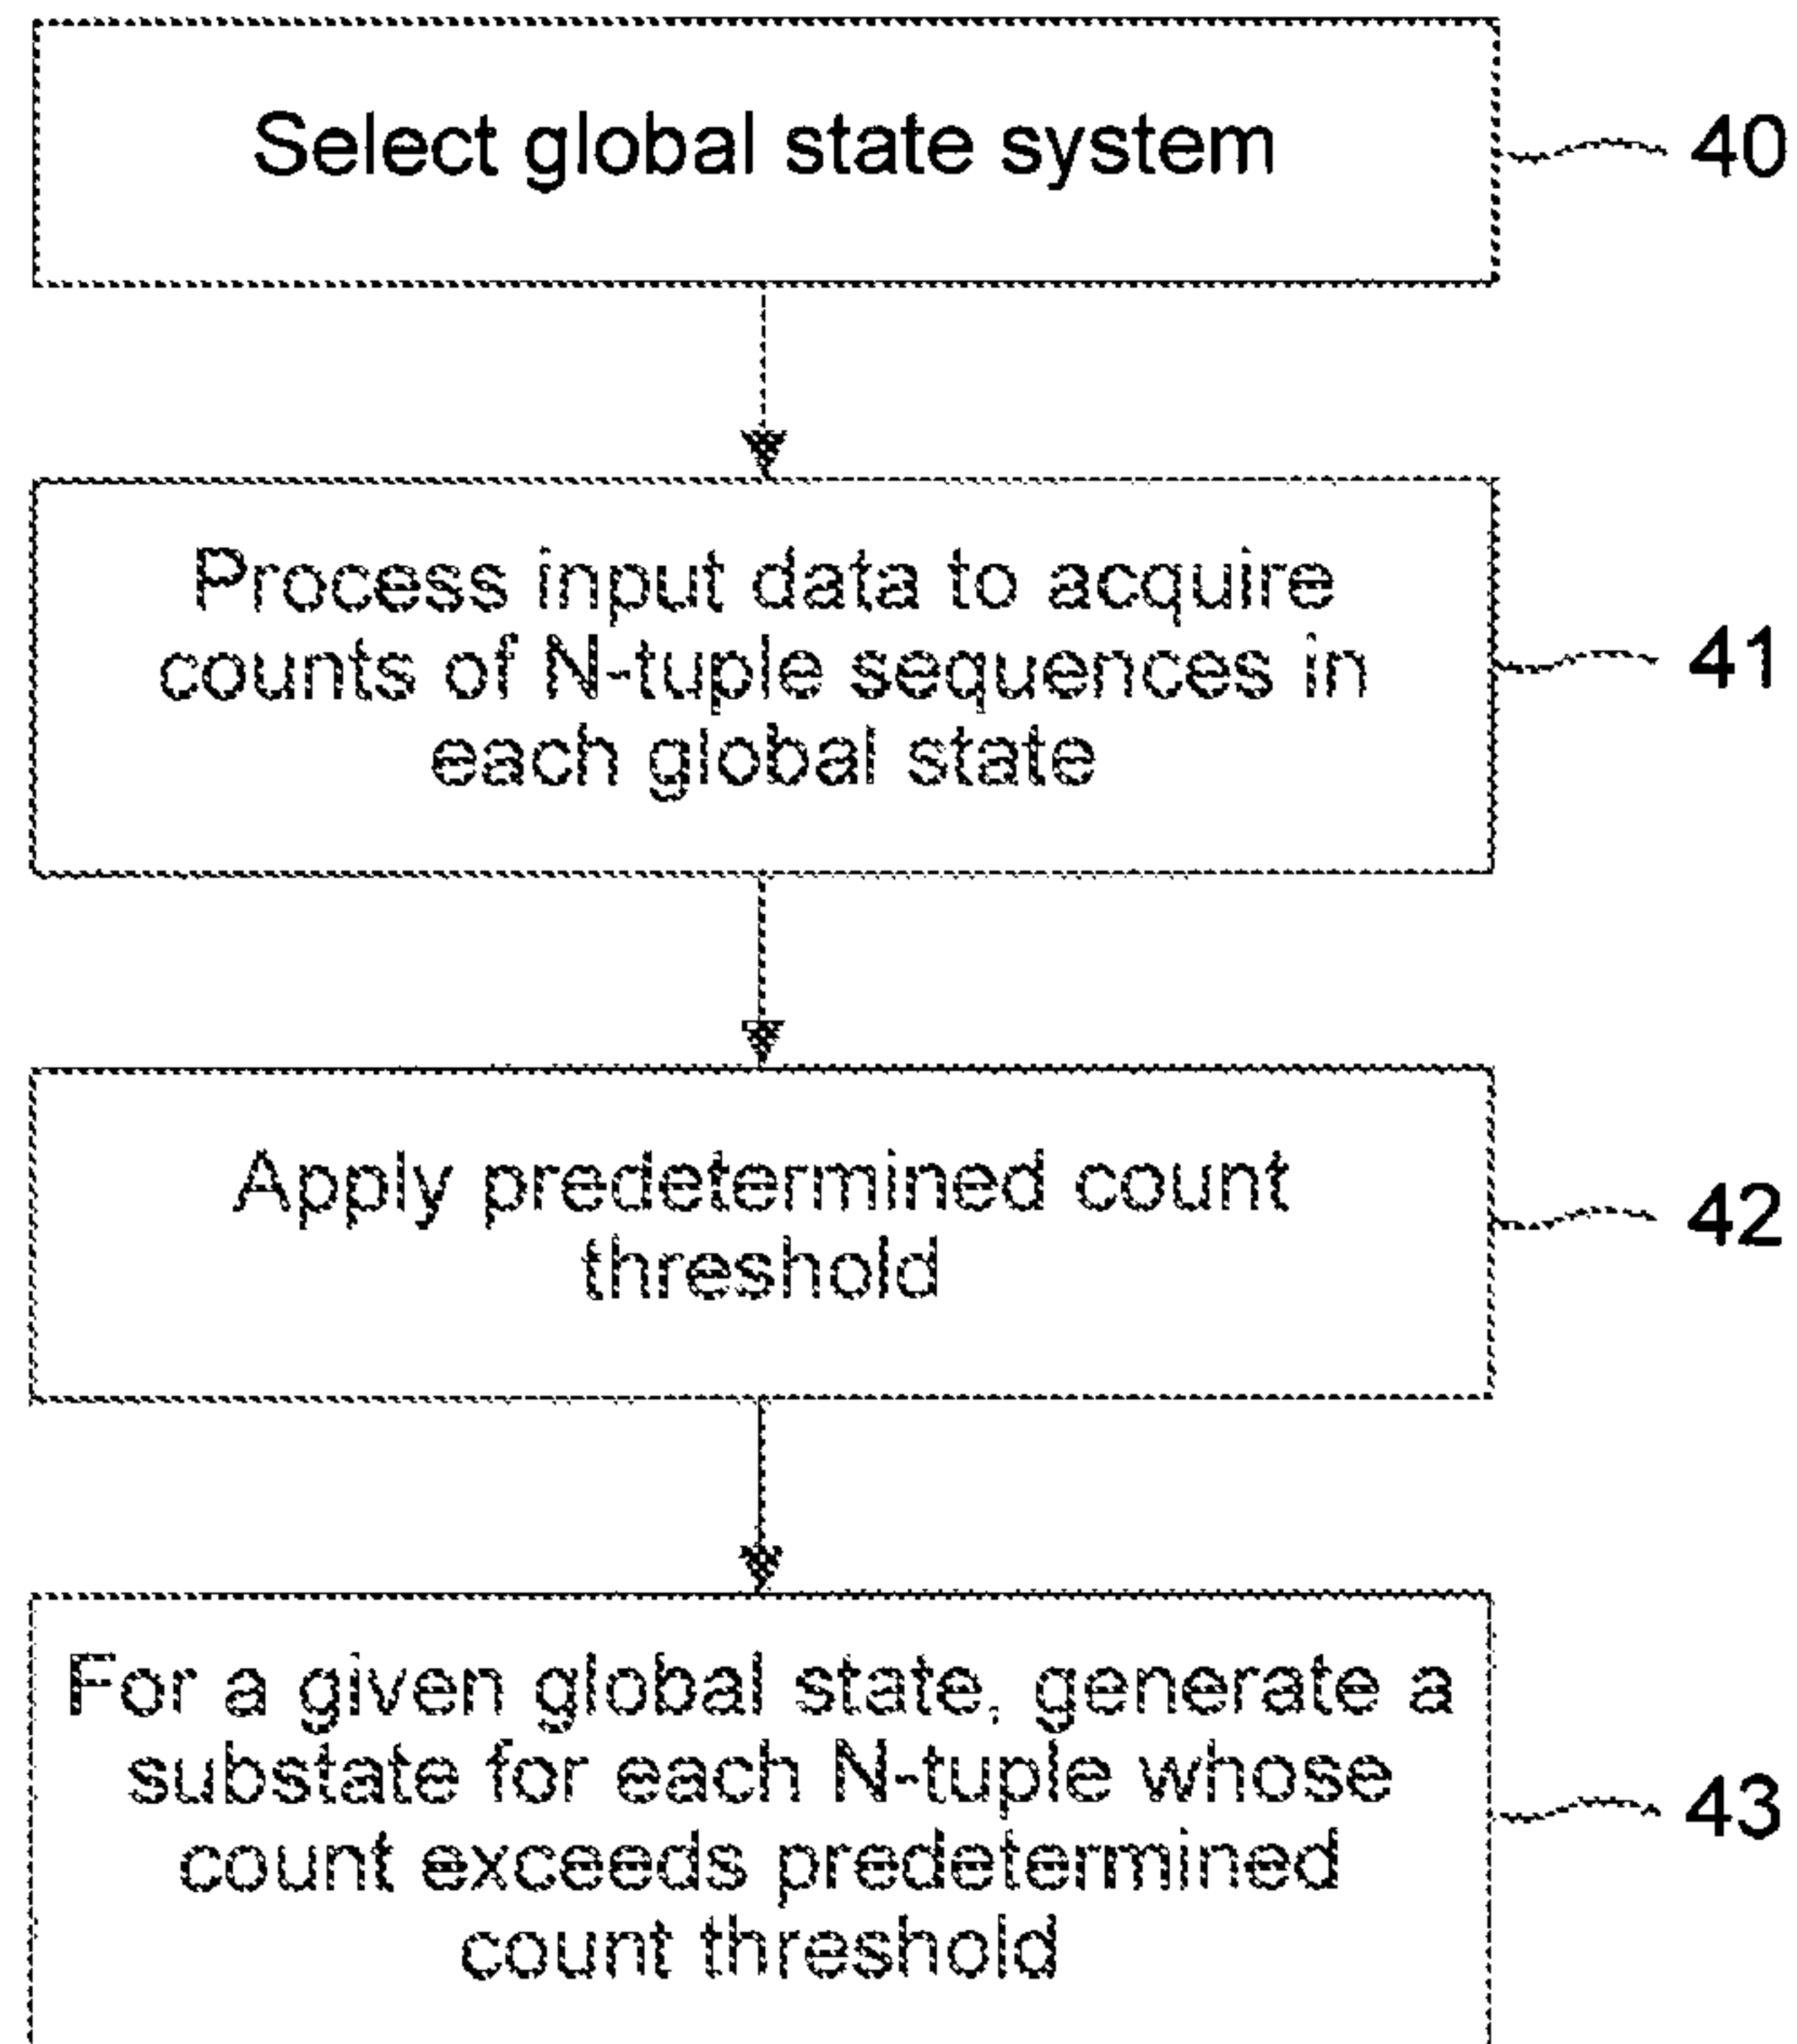 Select global state system
40
Process input data to acquire
counts of N-tuple sequences in
each global state
41
Apply predetermined count
threshold
42
For a given global state, generate a
substate for each N-tuple whose
count exceeds predetermined
count threshold
43